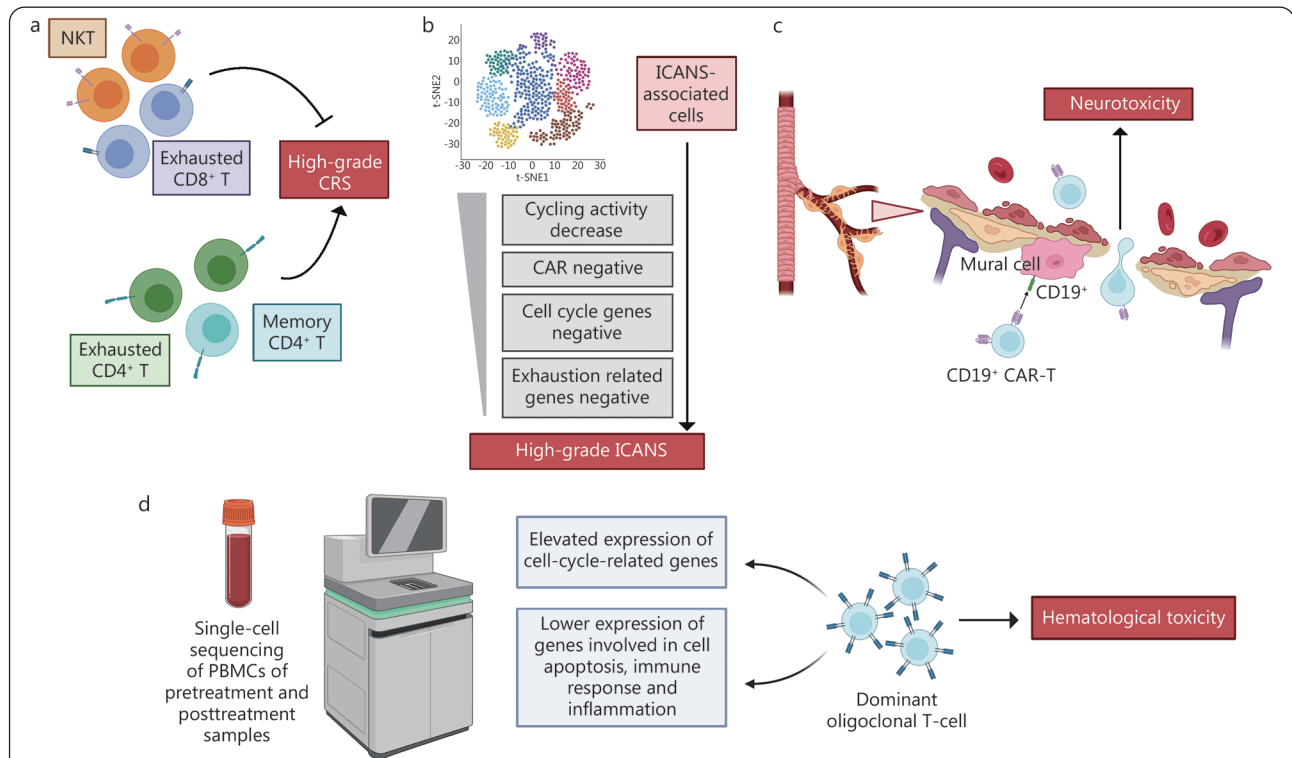 a
NKT
Exhausted
CD8⁺ T
High-grade
CRS
Exhausted
CD4⁺ T
Memory
CD4⁺ T
b
t-SNE2
20
10
0
-10
-20
-30
-30 -20 -10 0 10 20 30
t-SNE1
ICANS-
associated
cells
Cycling activity
decrease
CAR negative
Cell cycle genes
negative
Exhaustion related
genes negative
High-grade ICANS
c
Neurotoxicity
Mural cell
CD19⁺
CD19⁺ CAR-T
d
Single-cell
sequencing
of PBMCs of
pretreatment and
posttreatment
samples
Elevated expression of
cell-cycle-related genes
Lower expression of
genes involved in cell
apoptosis, immune
response and
inflammation
Dominant
oligoclonal T-cell
Hematological toxicity